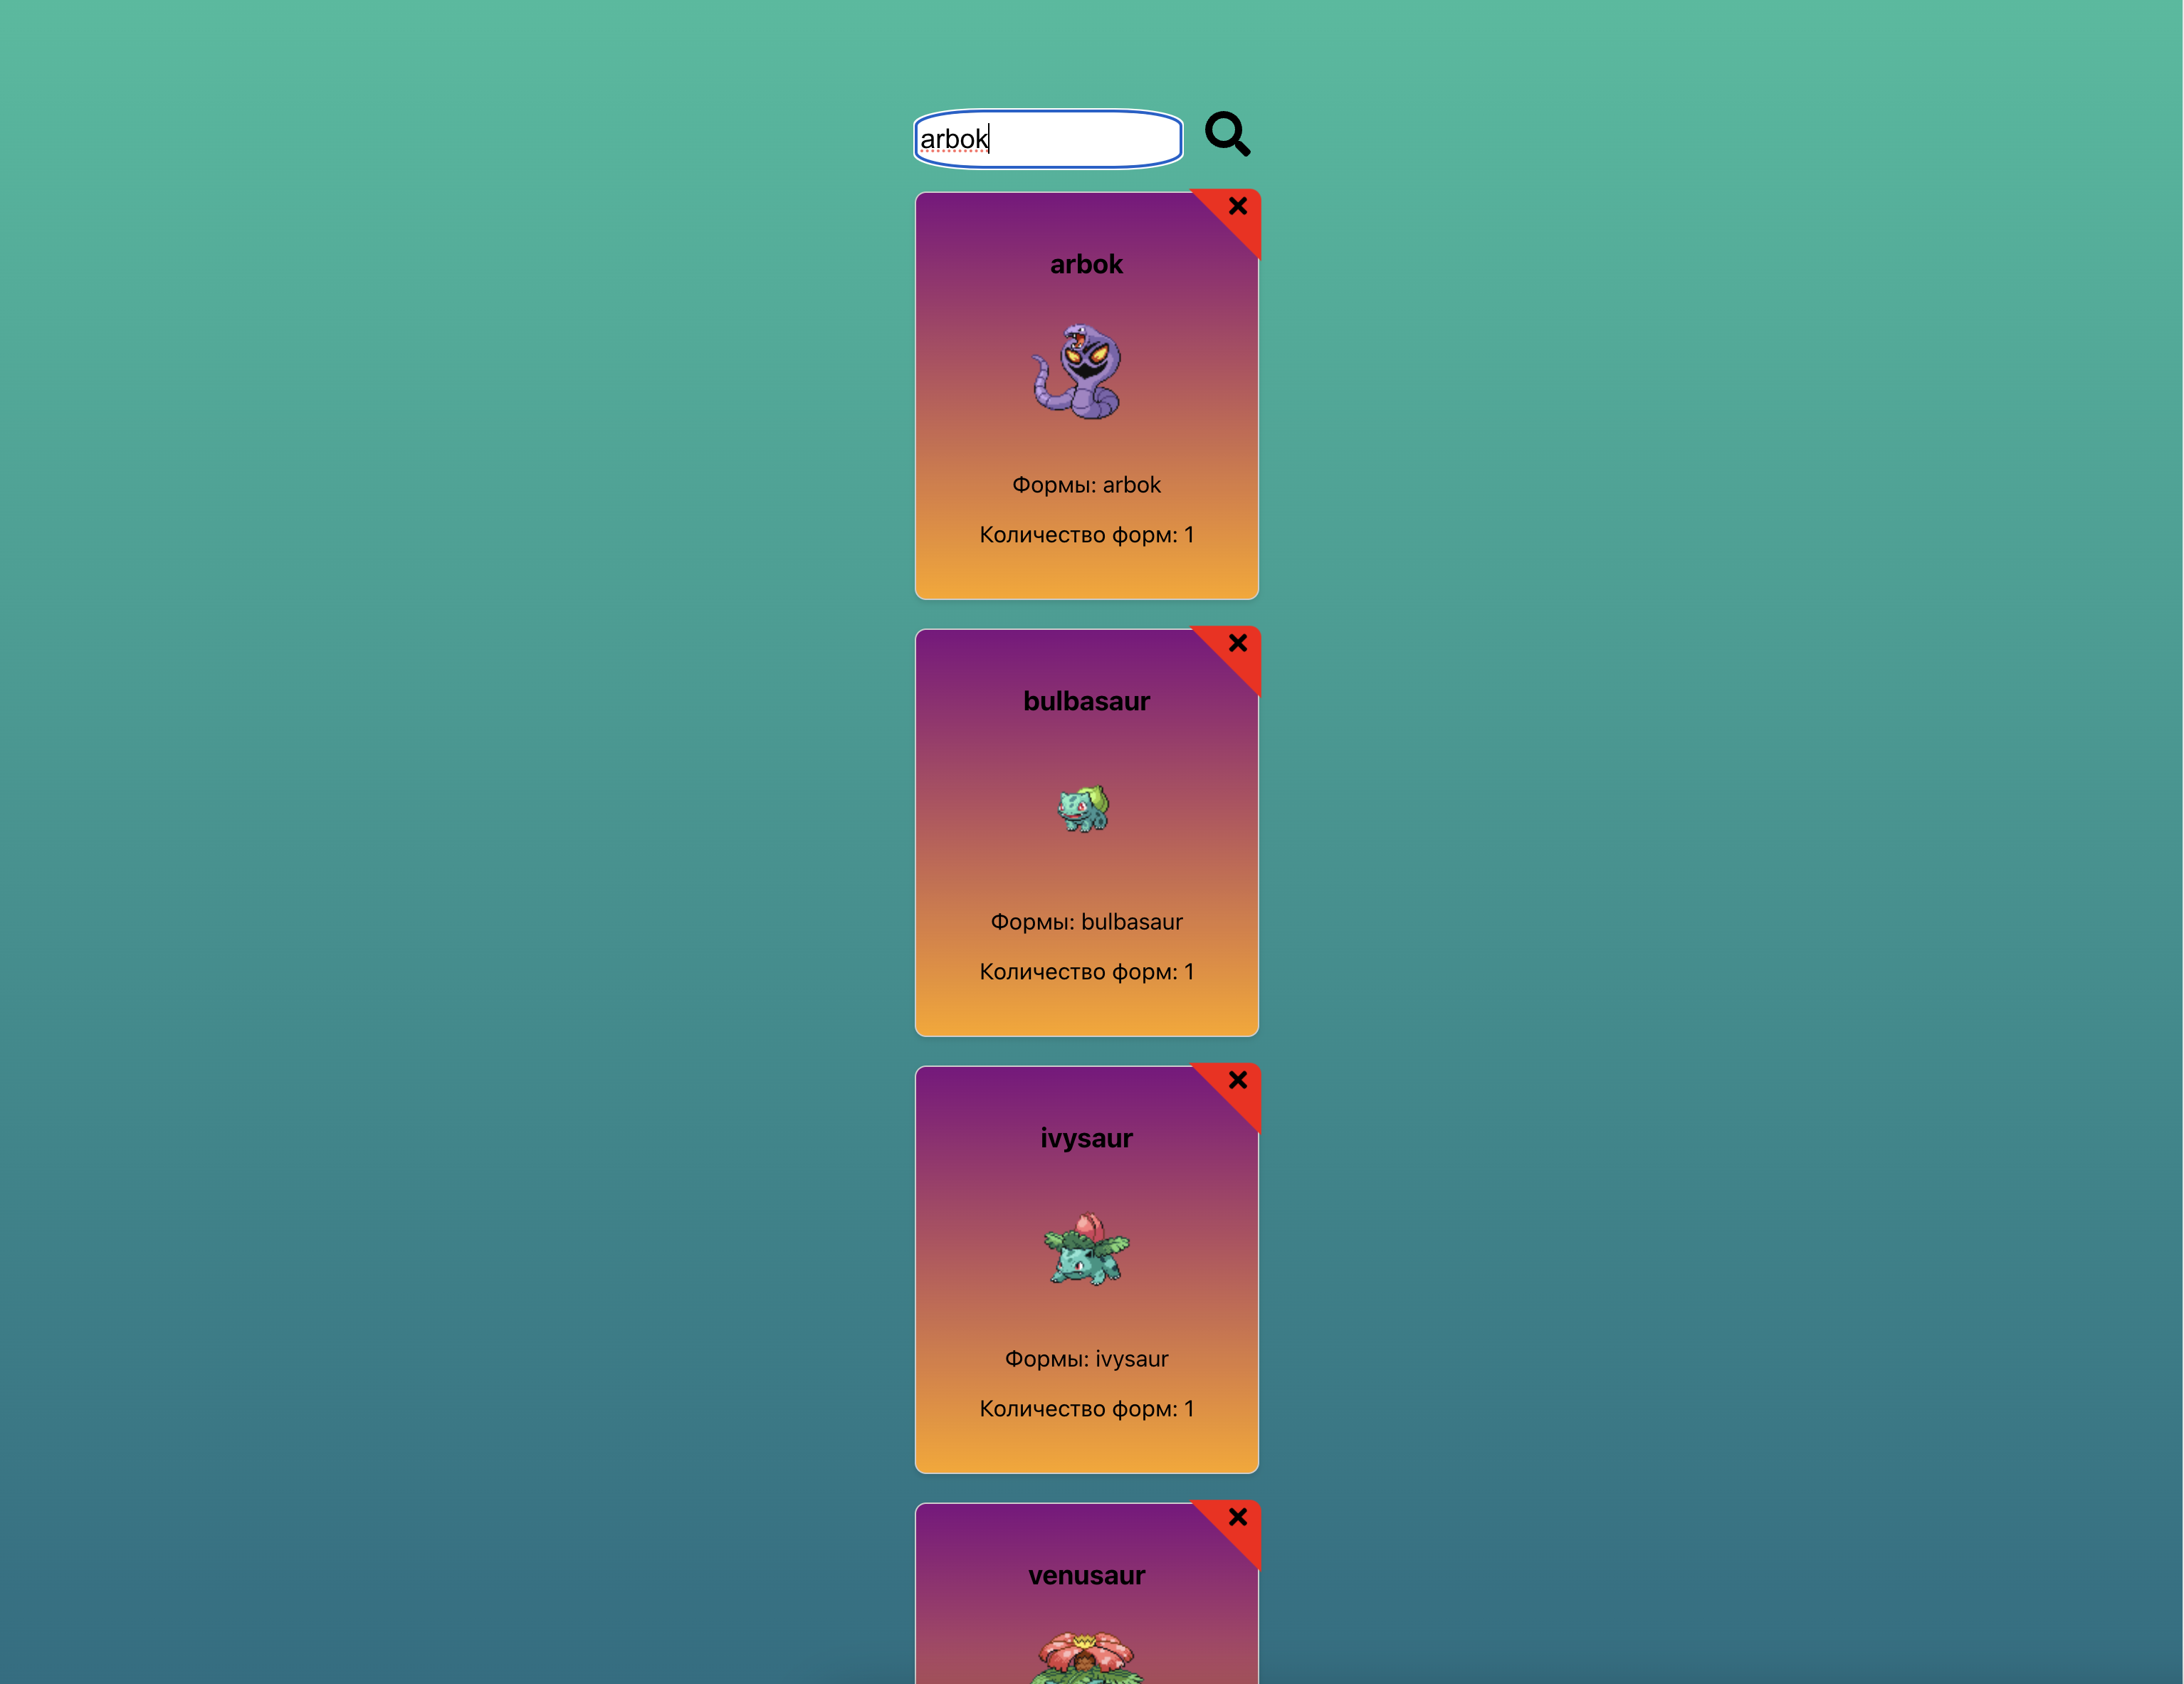 arbok
arbok
Формы: arbok
Количество форм: 1
bulbasaur
Формы: bulbasaur
Количество форм: 1
ivysaur
Формы: ivysaur
Количество форм: 1
venusaur